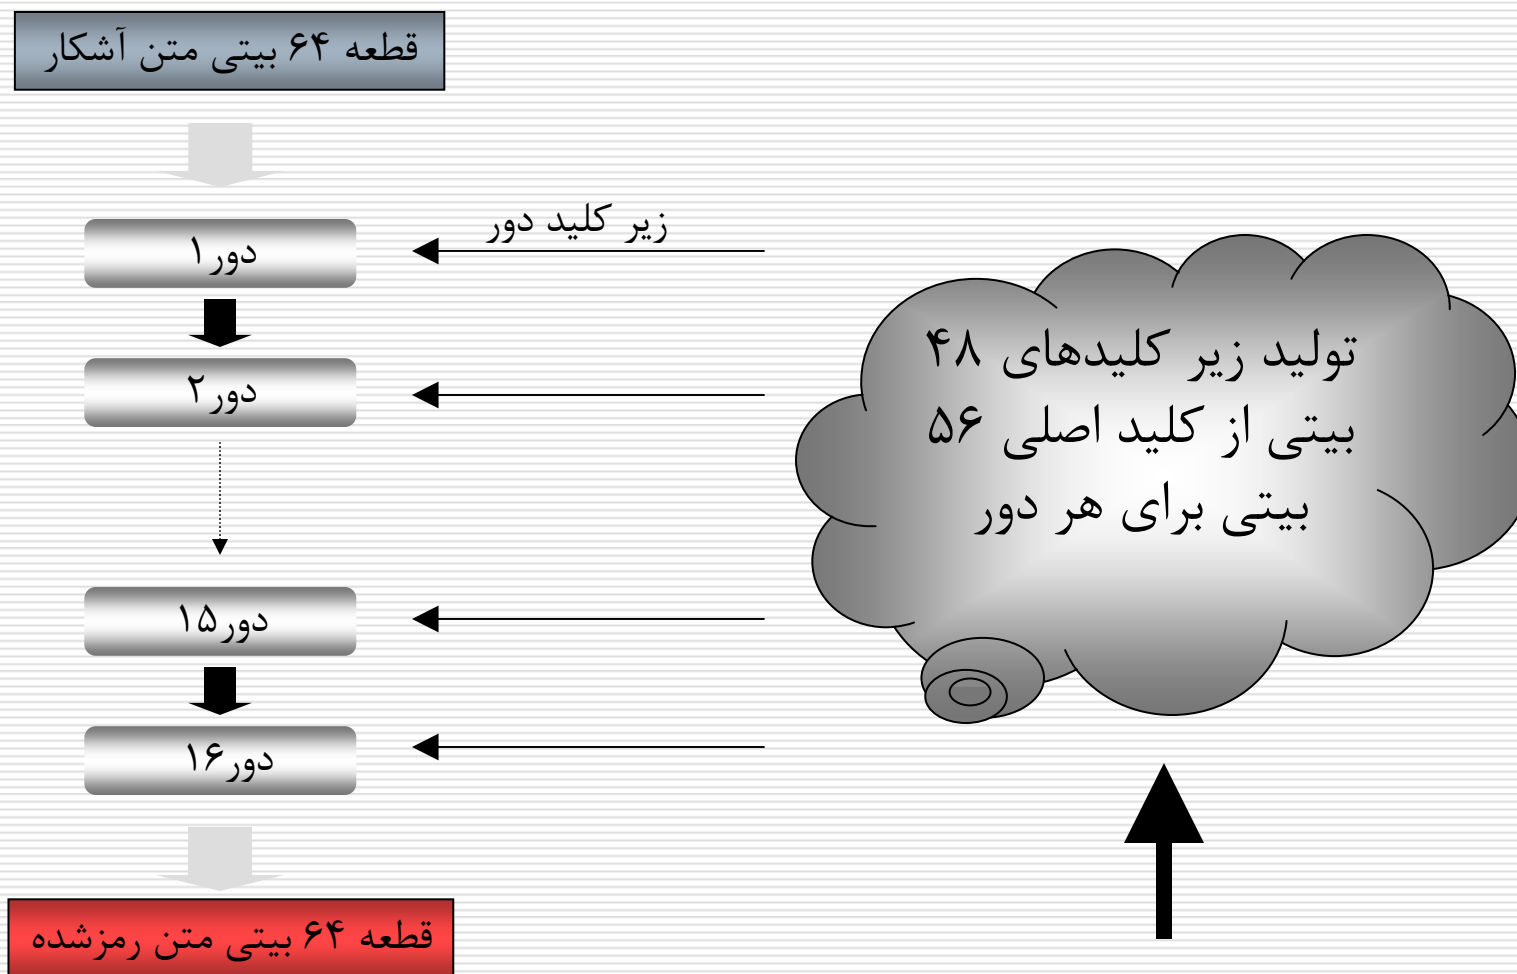 قطعه ۶۴ بیتی متن آشکار
زیر کلید دور
دور۱
دور۲
تولید زیر کلیدهای ۴۸
بیتی از کلید اصلی ۵۶
بیتی برای هر دور
دور۱۵
دور۱۶
قطعه ۶۴ بیتی متن رمزشده